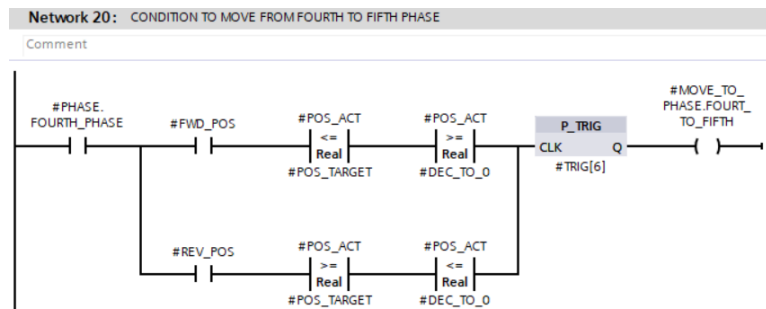 Network 20: CONDITION TO MOVE FROM FOURTH TO FIFTH PHASE
Comment
#MOVE_TO_
PHASE.FOURT_
TO_FIFTH
#PHASE.
FOURTH_PHASE
#FWD_POS
#POS_ACT
<=
Real
#POS_TARGET
#POS_ACT
>=
Real
#DEC_TO_0
P_TRIG
CLK Q
#TRIG[6]
#REV_POS
#POS_ACT
>=
Real
#POS_TARGET
#POS_ACT
<=
Real
#DEC_TO_0